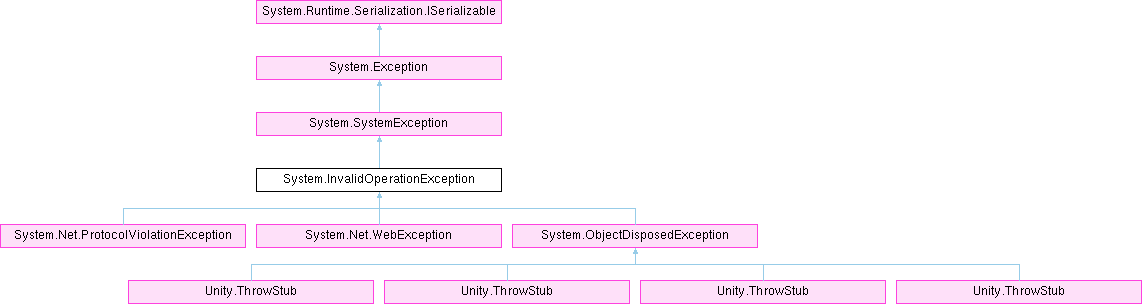 System.Runtime.Serialization.ISerializable
System.Exception
System.SystemException
System.InvalidOperationException
System.Net.ProtocolViolationException
System.Net.WebException
System.ObjectDisposedException
Unity.ThrowStub
Unity.ThrowStub
Unity.ThrowStub
Unity.ThrowStub